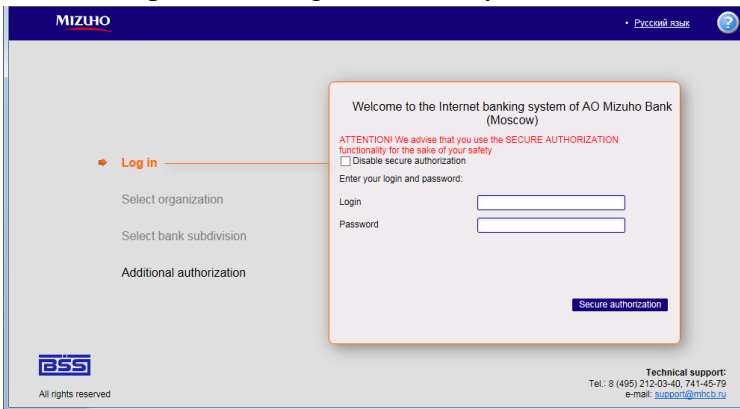 MIZUHO
• Русский язык
?
Welcome to the Internet banking system of AO Mizuho Bank
(Moscow)
ATTENTION! We advise that you use the SECURE AUTHORIZATION
functionality for the sake of your safety
Disable secure authorization
Enter your login and password:
Login
Password
Secure authorization
Log in
Select organization
Select bank subdivision
Additional authorization
BSS
All rights reserved
Technical support:
Tel.: 8 (495) 212-03-40, 741-45-79
e-mail: support@mhcb.ru